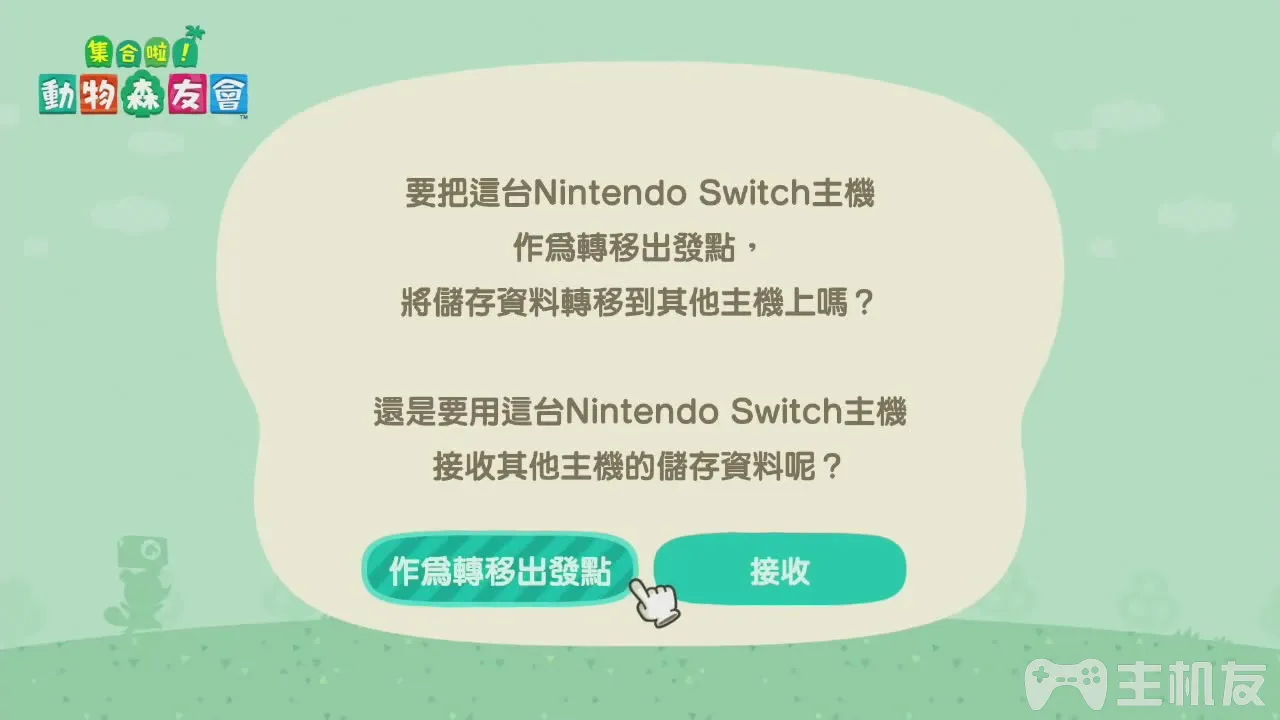 集合啦！
動物森友會
TM
要把這台Nintendo Switch主機
作為轉移出發點，
將儲存資料轉移到其他主機上嗎？
還是要用這台Nintendo Switch主機
接收其他主機的儲存資料呢？
作為轉移出發點
接收
主机友